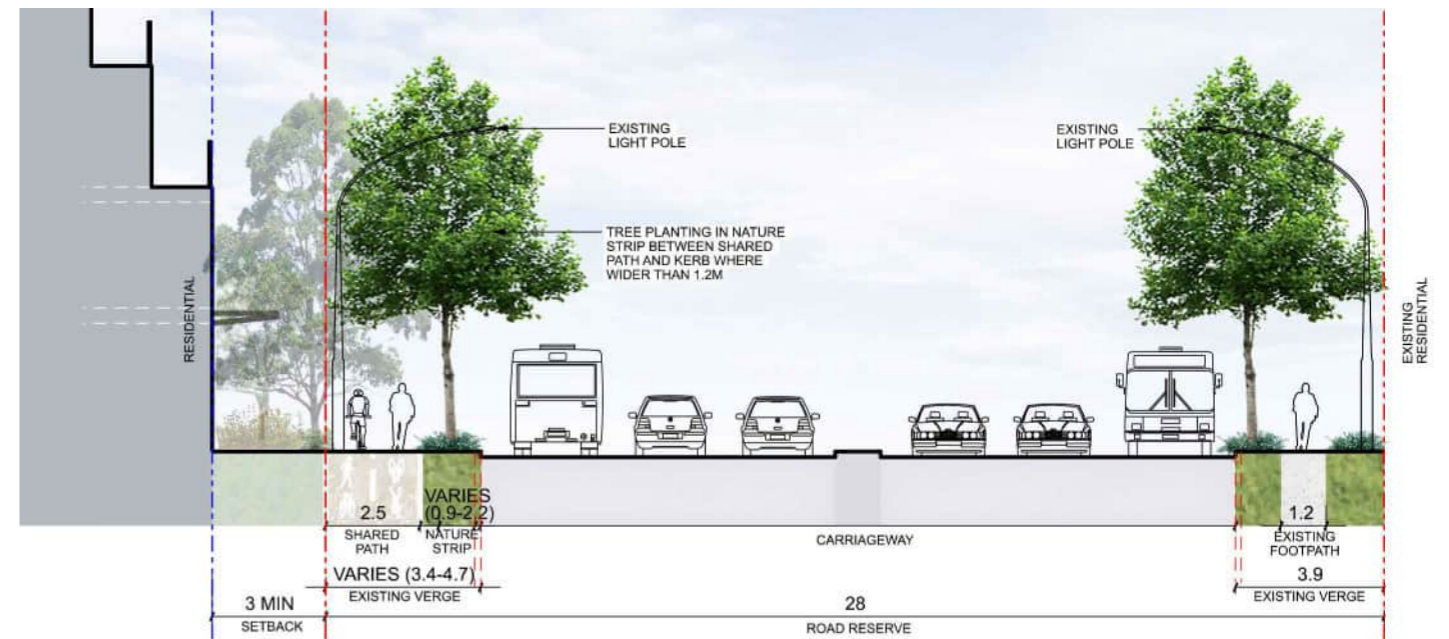 EXISTING
LIGHT POLE
EXISTING
LIGHT POLE
TREE PLANTING IN NATURE
STRIP BETWEEN SHARED
PATH AND KERB WHERE
WIDER THAN 1.2M
RESIDENTIAL
EXISTING
RESIDENTIAL
2.5
SHARED
PATH
VARIES
(0.9-2.2)
NATURE
STRIP
CARRIAGEWAY
1.2
EXISTING
FOOTPATH
VARIES (3.4-4.7)
EXISTING VERGE
3.9
EXISTING VERGE
3 MIN
SETBACK
28
ROAD RESERVE